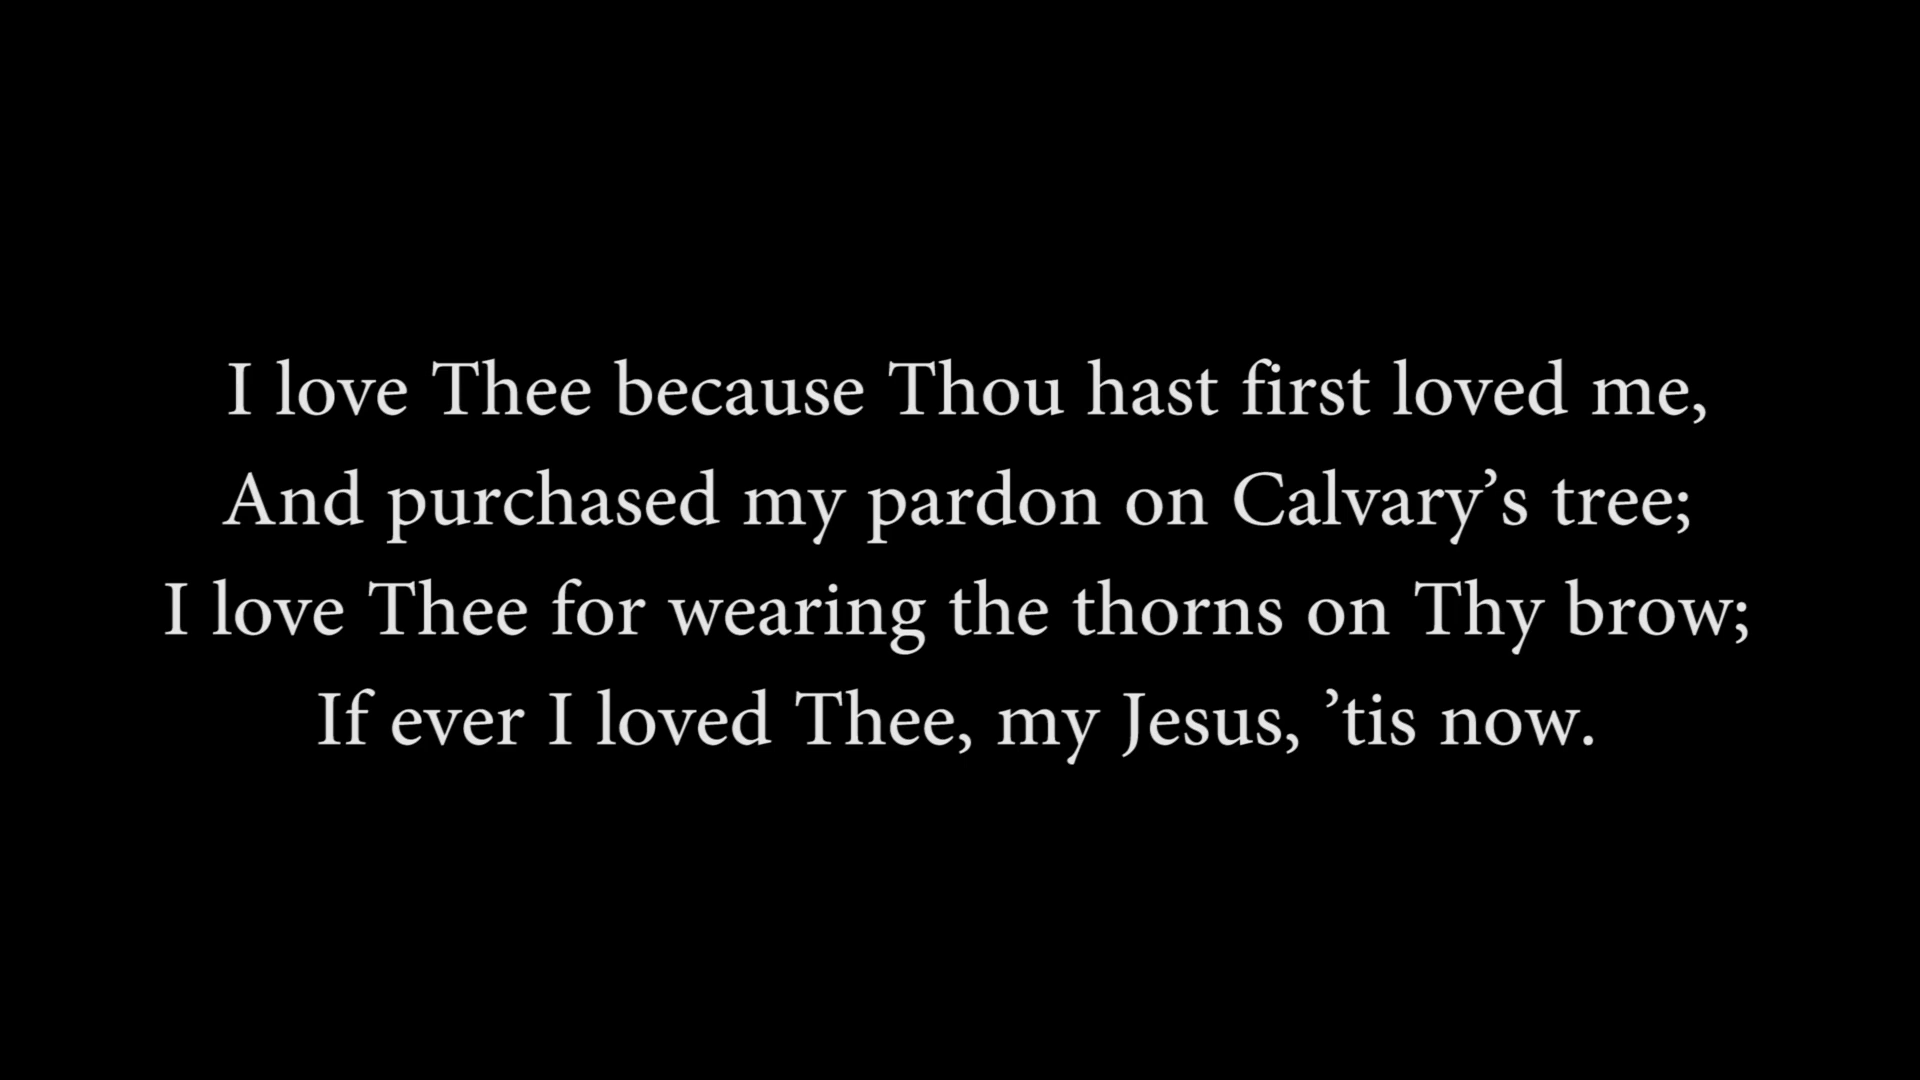 I love Thee because Thou hast first loved me,
And purchased my pardon on Calvary’s tree;
I love Thee for wearing the thorns on Thy brow;
If ever I loved Thee, my Jesus, ’tis now.